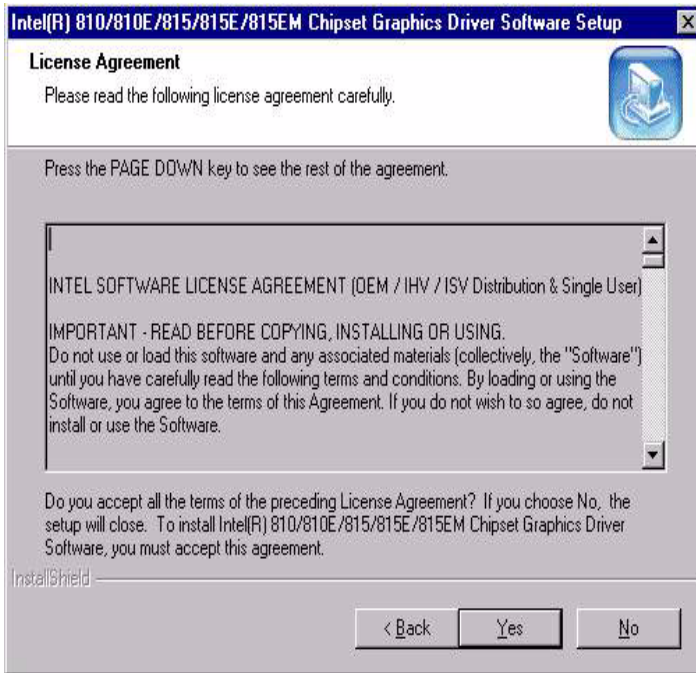 Intel(R) 810/810E/815/815E/815EM Chipset Graphics Driver Software Setup
License Agreement
Please read the following license agreement carefully.
Press the PAGE DOWN key to see the rest of the agreement.
INTEL SOFTWARE LICENSE AGREEMENT (OEM / IHV / ISV Distribution & Single User)
IMPORTANT - READ BEFORE COPYING, INSTALLING OR USING.
Do not use or load this software and any associated materials (collectively, the "Software")
until you have carefully read the following terms and conditions. By loading or using the
Software, you agree to the terms of this Agreement. If you do not wish to so agree, do not
install or use the Software.
Do you accept all the terms of the preceding License Agreement? If you choose No, the
setup will close. To install Intel(R) 810/810E/815/815E/815EM Chipset Graphics Driver
Software, you must accept this agreement.
InstallShield
< Back Yes No